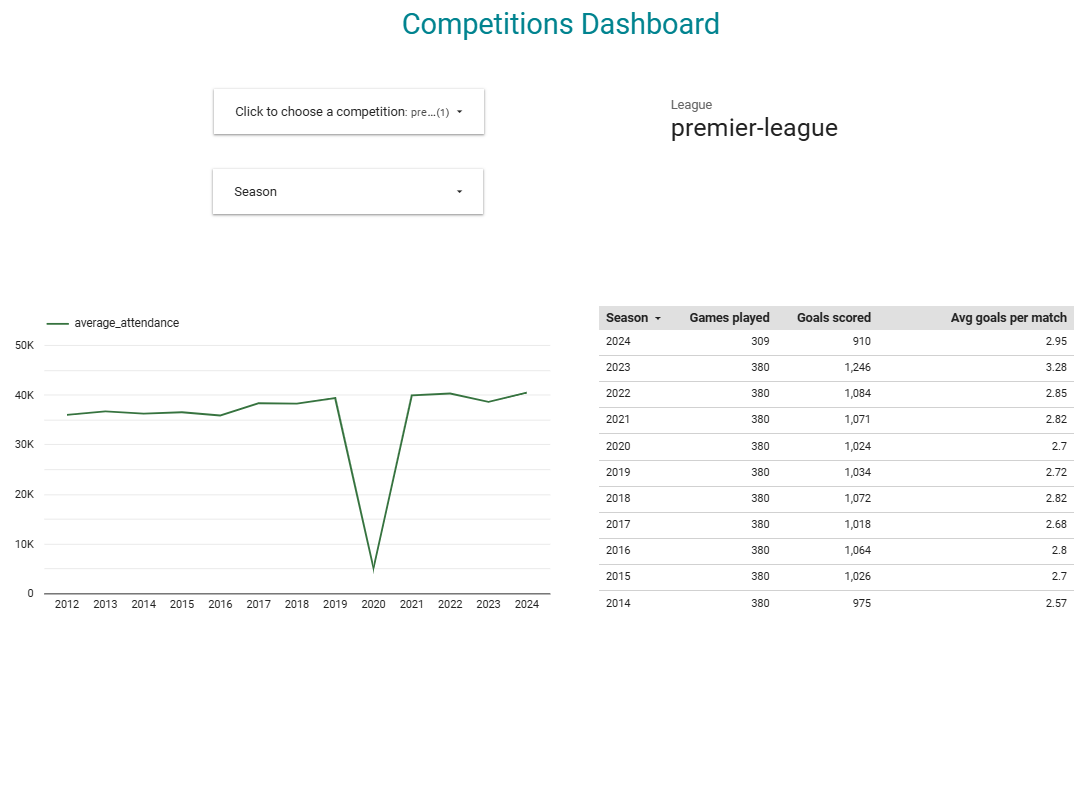 Competitions Dashboard
Click to choose a competition: pre...(1)
League
premier-league
Season
average_attendance
50K
40K
30K
20K
10K
0
2012 2013 2014 2015 2016 2017 2018 2019 2020 2021 2022 2023 2024
Season Games played Goals scored Avg goals per match
2024 309 910 2.95
2023 380 1,246 3.28
2022 380 1,084 2.85
2021 380 1,071 2.82
2020 380 1,024 2.7
2019 380 1,034 2.72
2018 380 1,072 2.82
2017 380 1,018 2.68
2016 380 1,064 2.8
2015 380 1,026 2.7
2014 380 975 2.57